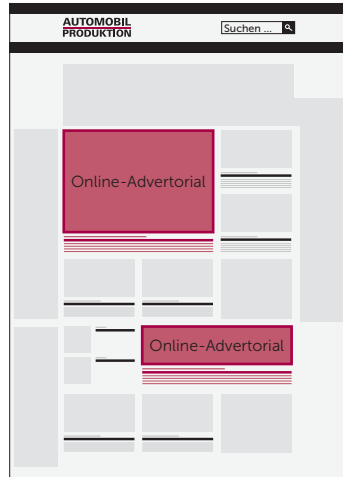 AUTOMOBIL
PRODUKTION
Suchen ...
Online-Advertorial
Online-Advertorial